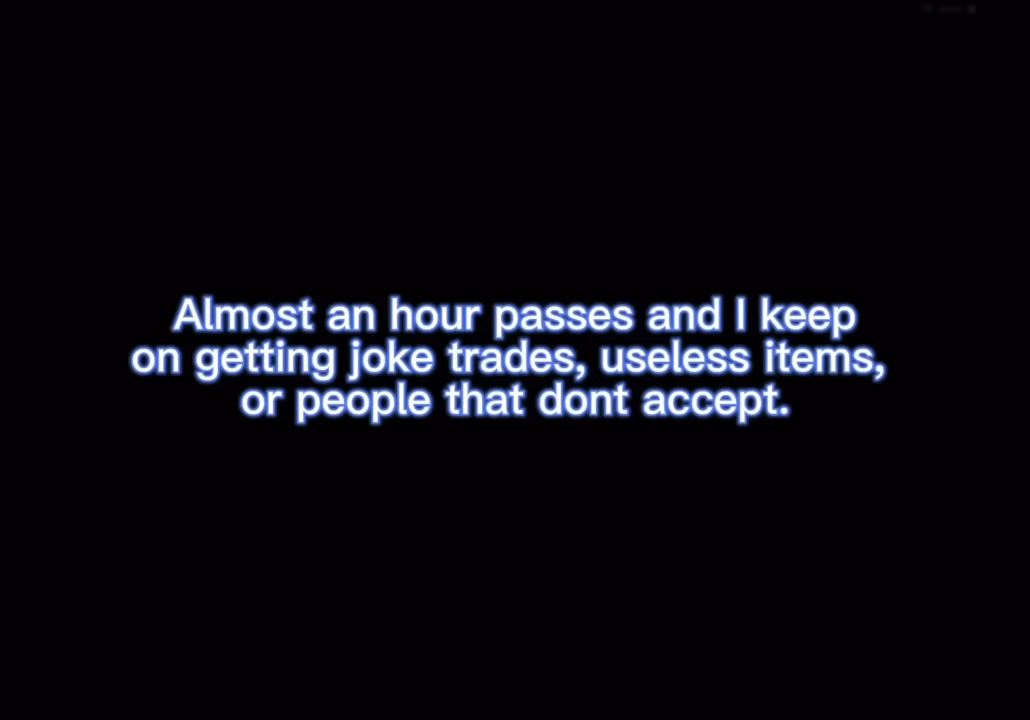 Almost an hour passes and I keep
on getting joke trades, useless items,
or people that dont accept.